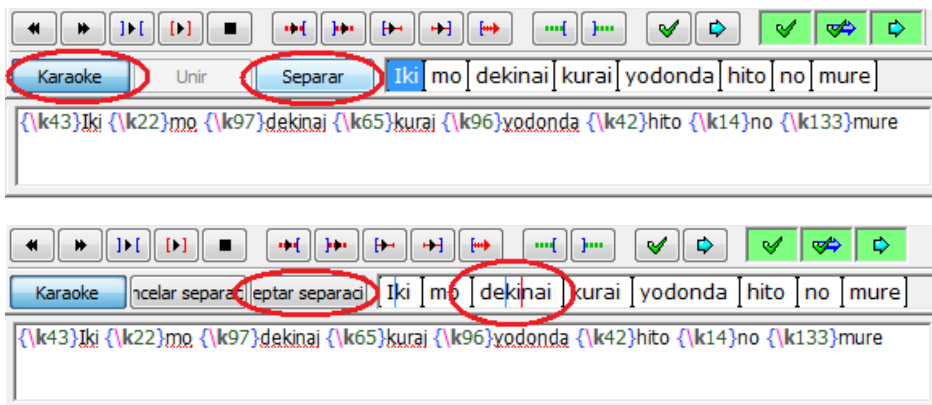 Karaoke Unir Separar Iki mo dekinai kurai yodonda hito no mure
{\k43}Iki {\k22}mo {\k97}dekinai {\k65}kurai {\k96}yodonda {\k42}hito {\k14}no {\k133}mure
Karaoke ncelar separac eptar separaci Iki mo dekinai kurai yodonda hito no mure
{\k43}Iki {\k22}mo {\k97}dekinai {\k65}kurai {\k96}yodonda {\k42}hito {\k14}no {\k133}mure